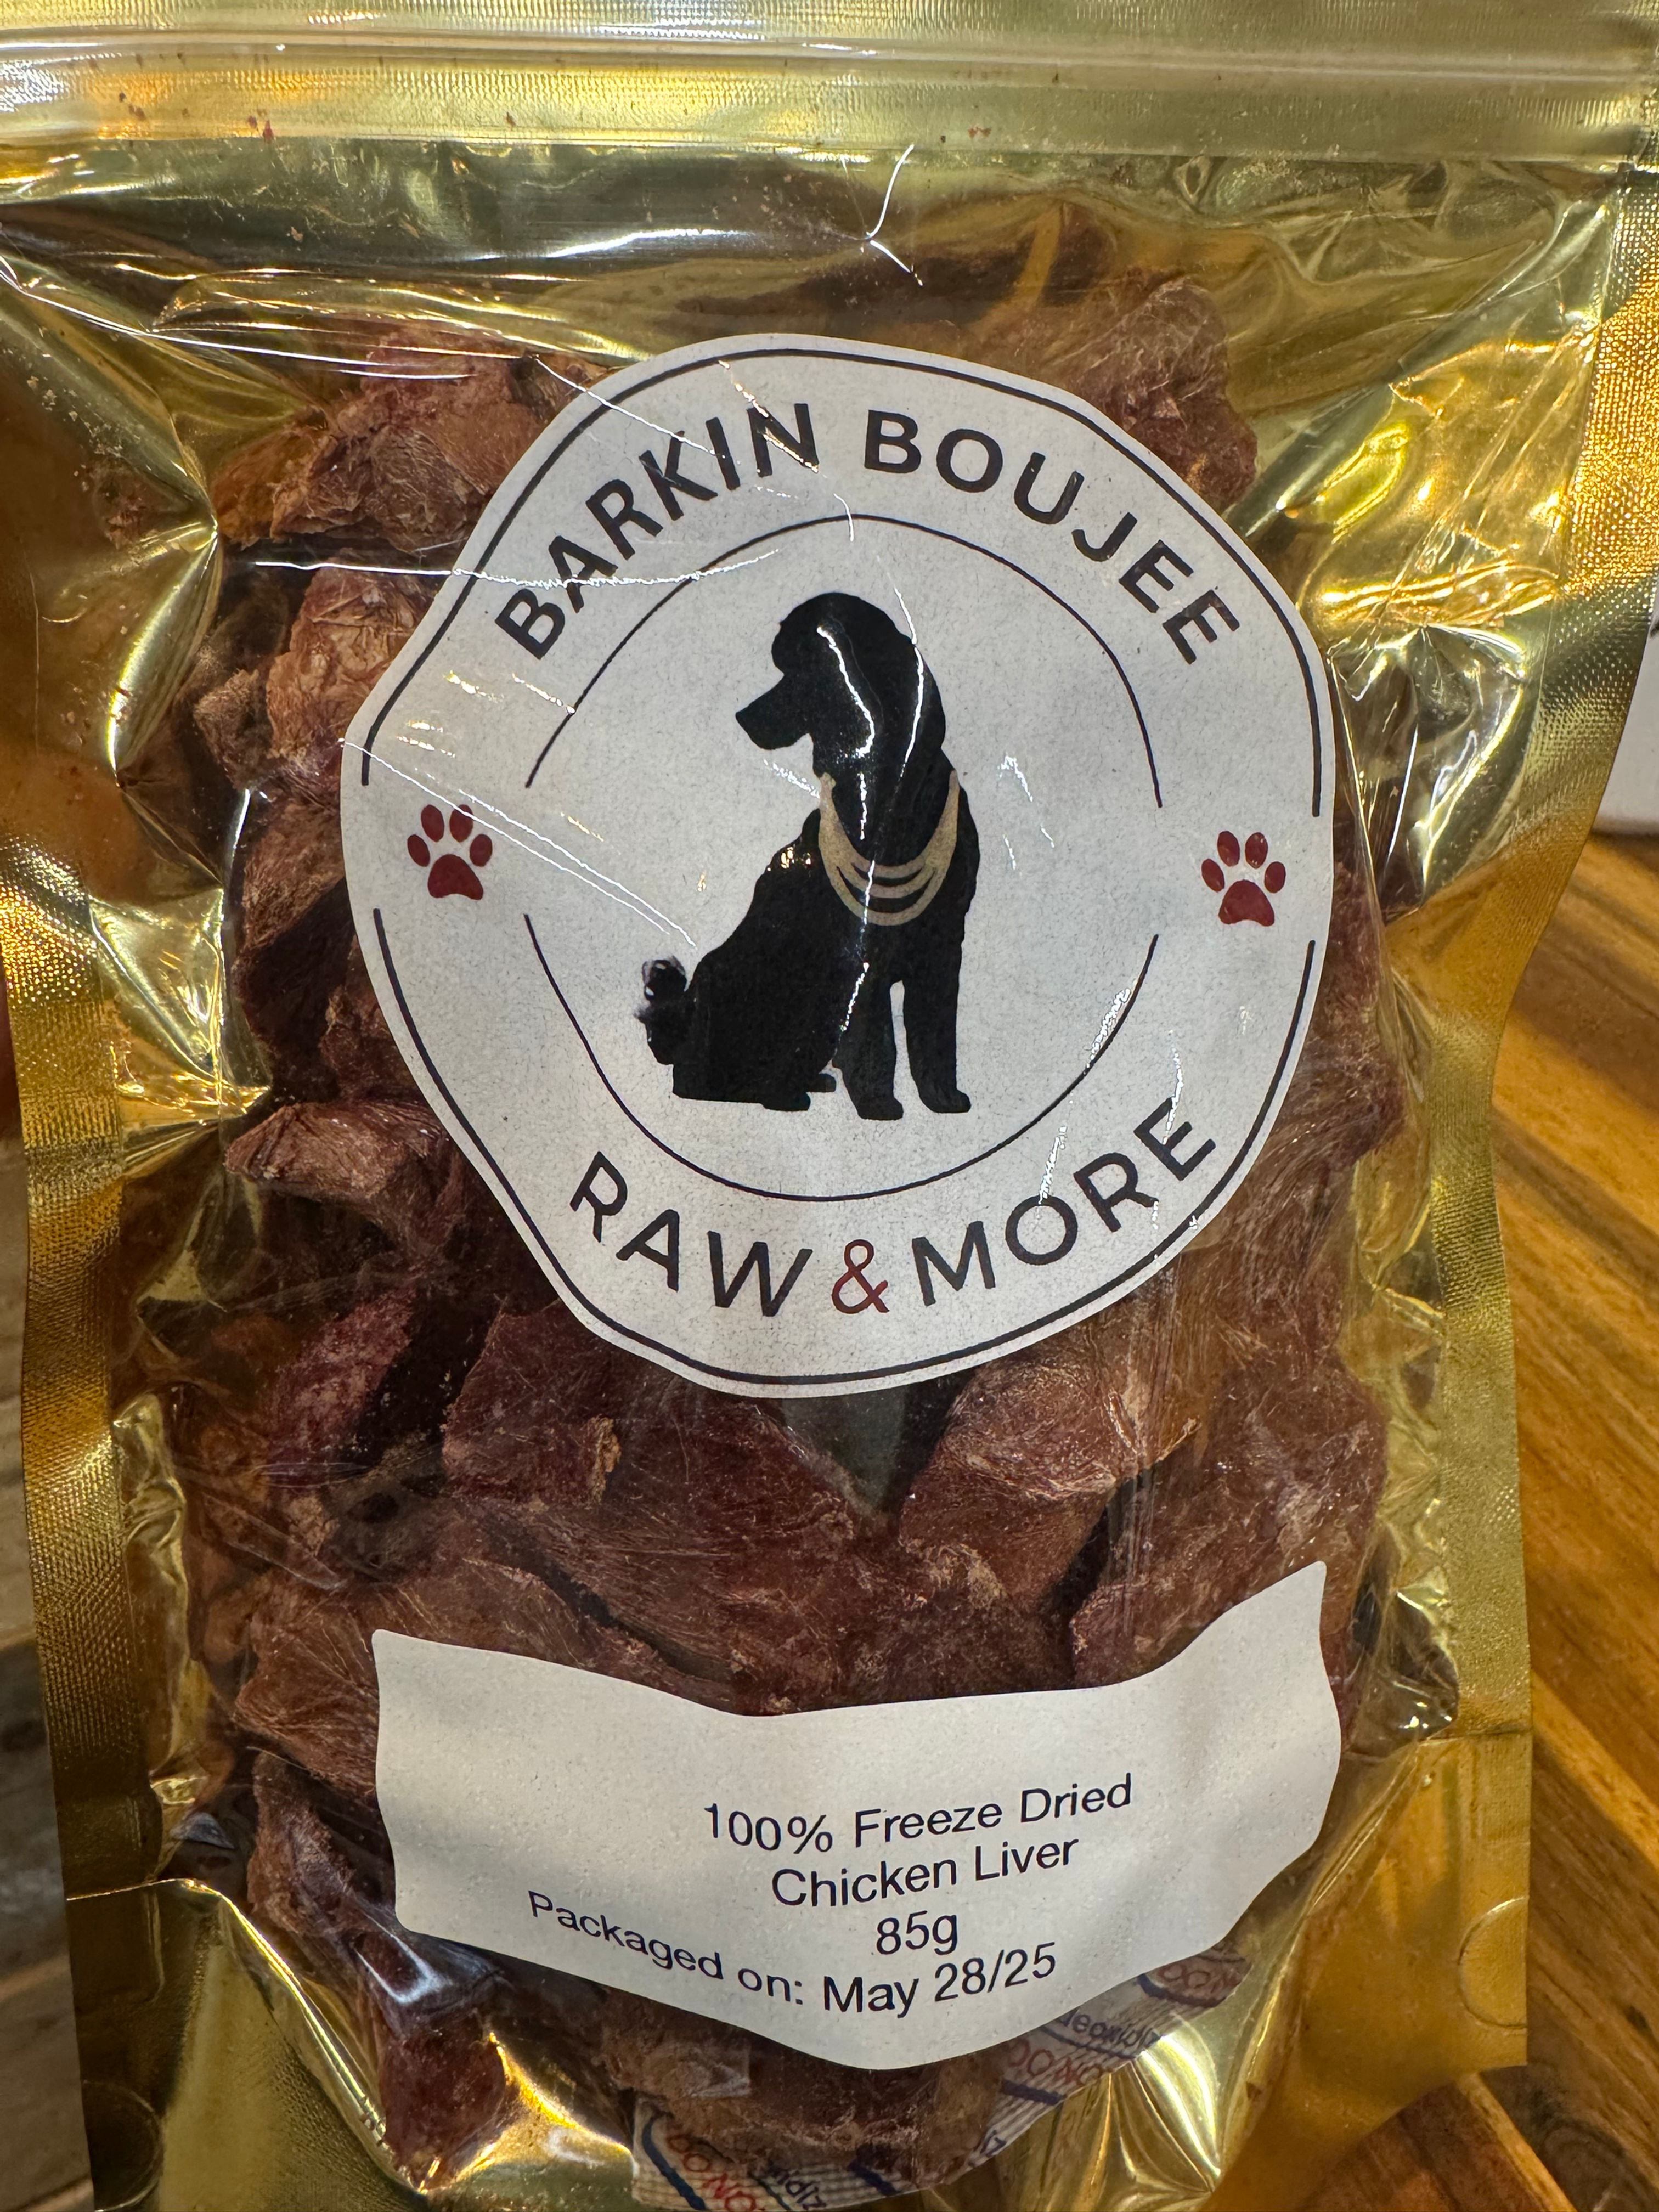 BARKIN BOUJEE
RAW & MORE
100% Freeze Dried
Chicken Liver
85g
Packaged on: May 28/25